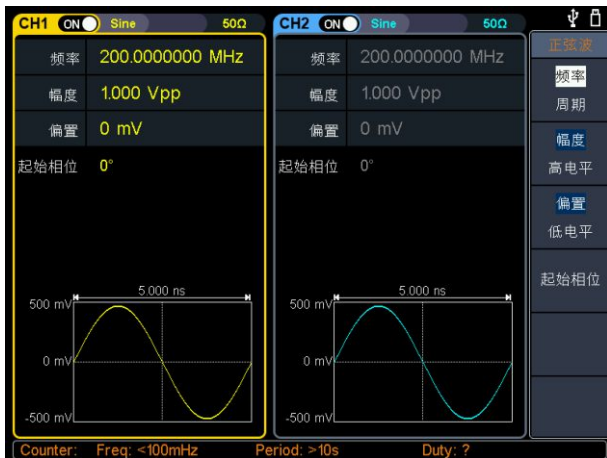 CH1 ON Sine 50Ω
频率 200.0000000 MHz
幅度 1.000 Vpp
偏置 0 mV
起始相位 0°
5.000 ns
500 mV
0 mV
-500 mV
CH2 ON Sine 50Ω
频率 200.0000000 MHz
幅度 1.000 Vpp
偏置 0 mV
起始相位 0°
5.000 ns
500 mV
0 mV
-500 mV
正弦波
频率
周期
幅度
高电平
偏置
低电平
起始相位
Counter: Freq: <100mHz Period: >10s Duty: ?